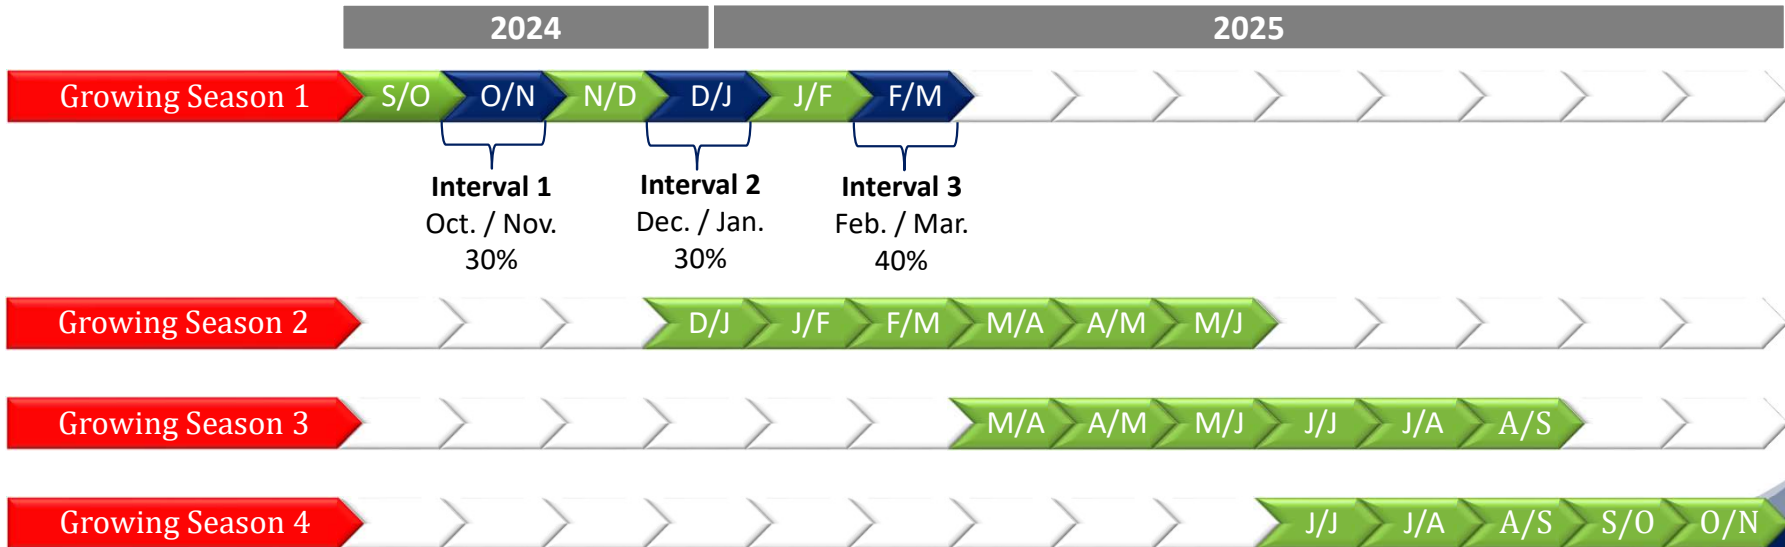 2024 2025
Growing Season 1 S/O O/N N/D D/J J/F F/M
Interval 1 Interval 2 Interval 3
Oct. / Nov. Dec. / Jan. Feb. / Mar.
30% 30% 40%
Growing Season 2 D/J J/F F/M M/A A/M M/J
Growing Season 3 M/A A/M M/J J/J J/A A/S
Growing Season 4 J/J J/A A/S S/O O/N